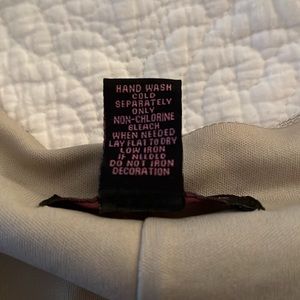 HAND WASH
COLD
SEPARATELY
ONLY
NON-CHLORINE
BLEACH
WHEN NEEDED
LAY FLAT TO DRY
LOW IRON
IF NEEDED
DO NOT IRON
DECORATION